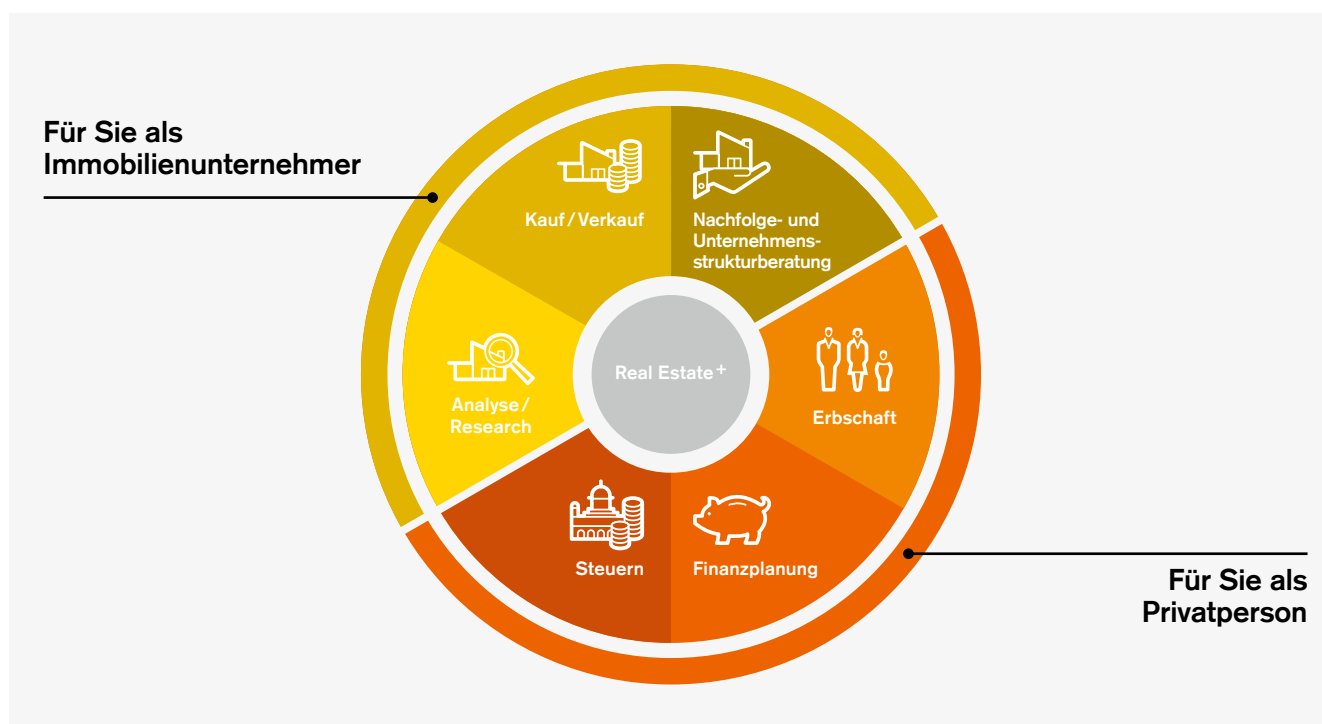 Für Sie als
Immobilienunternehmer
Kauf / Verkauf
Nachfolge- und
Unternehmens-
strukturberatung
Real Estate+
Analyse /
Research
Erbschaft
Steuern
Finanzplanung
Für Sie als
Privatperson